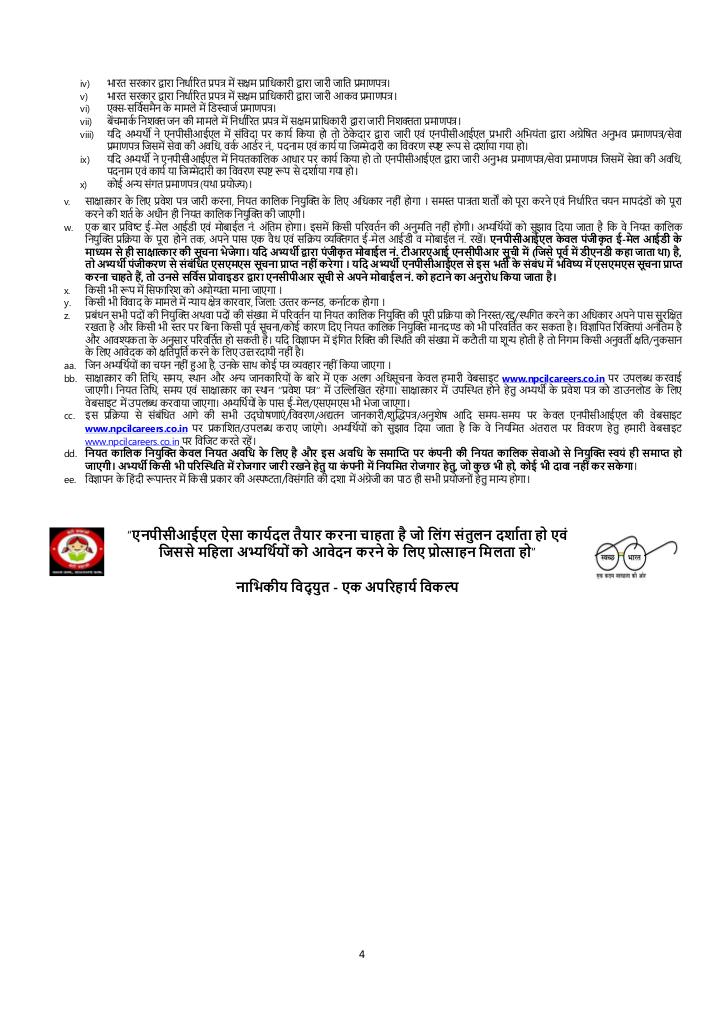 iv) भारत सरकार द्वारा निर्धारित प्रपत्र में सक्षम प्राधिकारी द्वारा जारी जाति प्रमाणपत्र।
v) भारत सरकार द्वारा निर्धारित प्रपत्र में सक्षम प्राधिकारी द्वारा जारी आकव प्रमाणपत्र।
vi) एक्स-सर्विसमैन के मामले में डिस्चार्ज प्रमाणपत्र।
vii) बेंचमार्क निशक्त जन की मामले में निर्धारित प्रपत्र में सक्षम प्राधिकारी द्वारा जारी निशक्तता प्रमाणपत्र।
viii) यदि अभ्यर्थी ने एनपीसीआईएल में संविदा पर कार्य किया हो तो ठेकेदार द्वारा जारी एवं एनपीसीआईएल प्रभारी अभियंता द्वारा अग्रेषित अनुभव प्रमाणपत्र/सेवा
प्रमाणपत्र जिसमें सेवा की अवधि, वर्क आर्डर नं, पदनाम एवं कार्य या जिम्मेदारी का विवरण स्पष्ट रूप से दर्शाया गया हो।
ix) यदि अभ्यर्थी ने एनपीसीआईएल में नियतकालिक आधार पर कार्य किया हो तो एनपीसीआईएल द्वारा जारी अनुभव प्रमाणपत्र/सेवा प्रमाणपत्र जिसमें सेवा की अवधि,
पदनाम एवं कार्य या जिम्मेदारी का विवरण स्पष्ट रूप से दर्शाया गया हो।
x) कोई अन्य संगत प्रमाणपत्र (यथा प्रयोज्य)।
v. साक्षात्कार के लिए प्रवेश पत्र जारी करना, नियत कालिक नियुक्ति के लिए अधिकार नहीं होगा । समस्त पात्रता शर्तों को पूरा करने एवं निर्धारित चयन मापदंडों को पूरा
करने की शर्त के अधीन ही नियत कालिक नियुक्ति की जाएगी।
w. एक बार प्रविष्ट ई-मेल आईडी एवं मोबाईल नं. अंतिम होगा। इसमें किसी परिवर्तन की अनुमति नहीं होगी। अभ्यर्थियों को सुझाव दिया जाता है कि वे नियत कालिक
नियुक्ति प्रक्रिया के पूरा होने तक, अपने पास एक वैध एवं सक्रिय व्यक्तिगत ई-मेल आईडी व मोबाईल नं. रखें। एनपीसीआईएल केवल पंजीकृत ई-मेल आईडी के
माध्यम से ही साक्षात्कार की सूचना भेजेगा। यदि अभ्यर्थी द्वारा पंजीकृत मोबाईल नं. टीआरएआई एनसीपीआर सूची में (जिसे पूर्व में डीएनडी कहा जाता था) है,
तो अभ्यर्थी पंजीकरण से संबंधित एसएमएस सूचना प्राप्त नहीं करेगा । यदि अभ्यर्थी एनपीसीआईएल से इस भर्ती के संबंध में भविष्य में एसएमएस सूचना प्राप्त
करना चाहते हैं, तो उनसे सर्विस प्रोवाइडर द्वारा एनसीपीआर सूची से अपने मोबाईल नं. को हटाने का अनुरोध किया जाता है।
x. किसी भी रूप में सिफारिश को अयोग्यता माना जाएगा ।
y. किसी भी विवाद के मामले में न्याय क्षेत्र कारवार, जिला: उत्तर कन्नड, कर्नाटक होगा ।
z. प्रबंधन सभी पदों की नियुक्ति अथवा पदों की संख्या में परिवर्तन या नियत कालिक नियुक्ति की पूरी प्रक्रिया को निरस्त/रद्द/स्थगित करने का अधिकार अपने पास सुरक्षित
रखता है और किसी भी स्तर पर बिना किसी पूर्व सूचना/कोई कारण दिए नियत कालिक नियुक्ति मानदण्ड को भी परिवर्तित कर सकता है। विज्ञापित रिक्तियां अनंतिम है
और आवश्यकता के अनुसार परिवर्तित हो सकती है। यदि विज्ञापन में इंगित रिक्ति की स्थिति की संख्या में कटौती या शून्य होती है तो निगम किसी अनुवर्ती क्षति/नुकसान
के लिए आवेदक को क्षतिपूर्ति करने के लिए उत्तरदायी नहीं है।
aa. जिन अभ्यर्थियों का चयन नहीं हुआ है, उनके साथ कोई पत्र व्यवहार नहीं किया जाएगा ।
bb. साक्षात्कार की तिथि, समय, स्थान और अन्य जानकारियों के बारे में एक अलग अधिसूचना केवल हमारी वेबसाइट www.npcilcareers.co.in पर उपलब्ध करवाई
जाएगी। नियत तिथि, समय एवं साक्षात्कार का स्थान “प्रवेश पत्र” में उल्लिखित रहेगा। साक्षात्कार में उपस्थित होने हेतु अभ्यर्थी के प्रवेश पत्र को डाउनलोड के लिए
वेबसाइट में उपलब्ध करवाया जाएगा। अभ्यर्थियों के पास ई-मेल/एसएमएस भी भेजा जाएगा।
cc. इस प्रक्रिया से संबंधित आगे की सभी उद्घोषणाएं/विवरण/अद्यतन जानकारी/शुद्धिपत्र/अनुशेष आदि समय-समय पर केवल एनपीसीआईएल की वेबसाइट
www.npcilcareers.co.in पर प्रकाशित/उपलब्ध कराए जाएंगे। अभ्यर्थियों को सुझाव दिया जाता है कि वे नियमित अंतराल पर विवरण हेतु हमारी वेबसाइट
www.npcilcareers.co.in पर विजिट करते रहें।
dd. नियत कालिक नियुक्ति केवल नियत अवधि के लिए है और इस अवधि के समाप्ति पर कंपनी की नियत कालिक सेवाओं से नियुक्ति स्वयं ही समाप्त हो
जाएगी। अभ्यर्थी किसी भी परिस्थिति में रोजगार जारी रखने हेतु या कंपनी में नियमित रोजगार हेतु, जो कुछ भी हो, कोई भी दावा नहीं कर सकेगा।
ee. विज्ञापन के हिंदी रूपान्तर में किसी प्रकार की अस्पष्टता/विसंगति की दशा में अंग्रेजी का पाठ ही सभी प्रयोजनों हेतु मान्य होगा।
“एनपीसीआईएल ऐसा कार्यदल तैयार करना चाहता है जो लिंग संतुलन दर्शाता हो एवं
जिससे महिला अभ्यर्थियों को आवेदन करने के लिए प्रोत्साहन मिलता हो”
स्वच्छ भारत
एक कदम स्वच्छता की ओर
नाभिकीय विद्युत - एक अपरिहार्य विकल्प
4